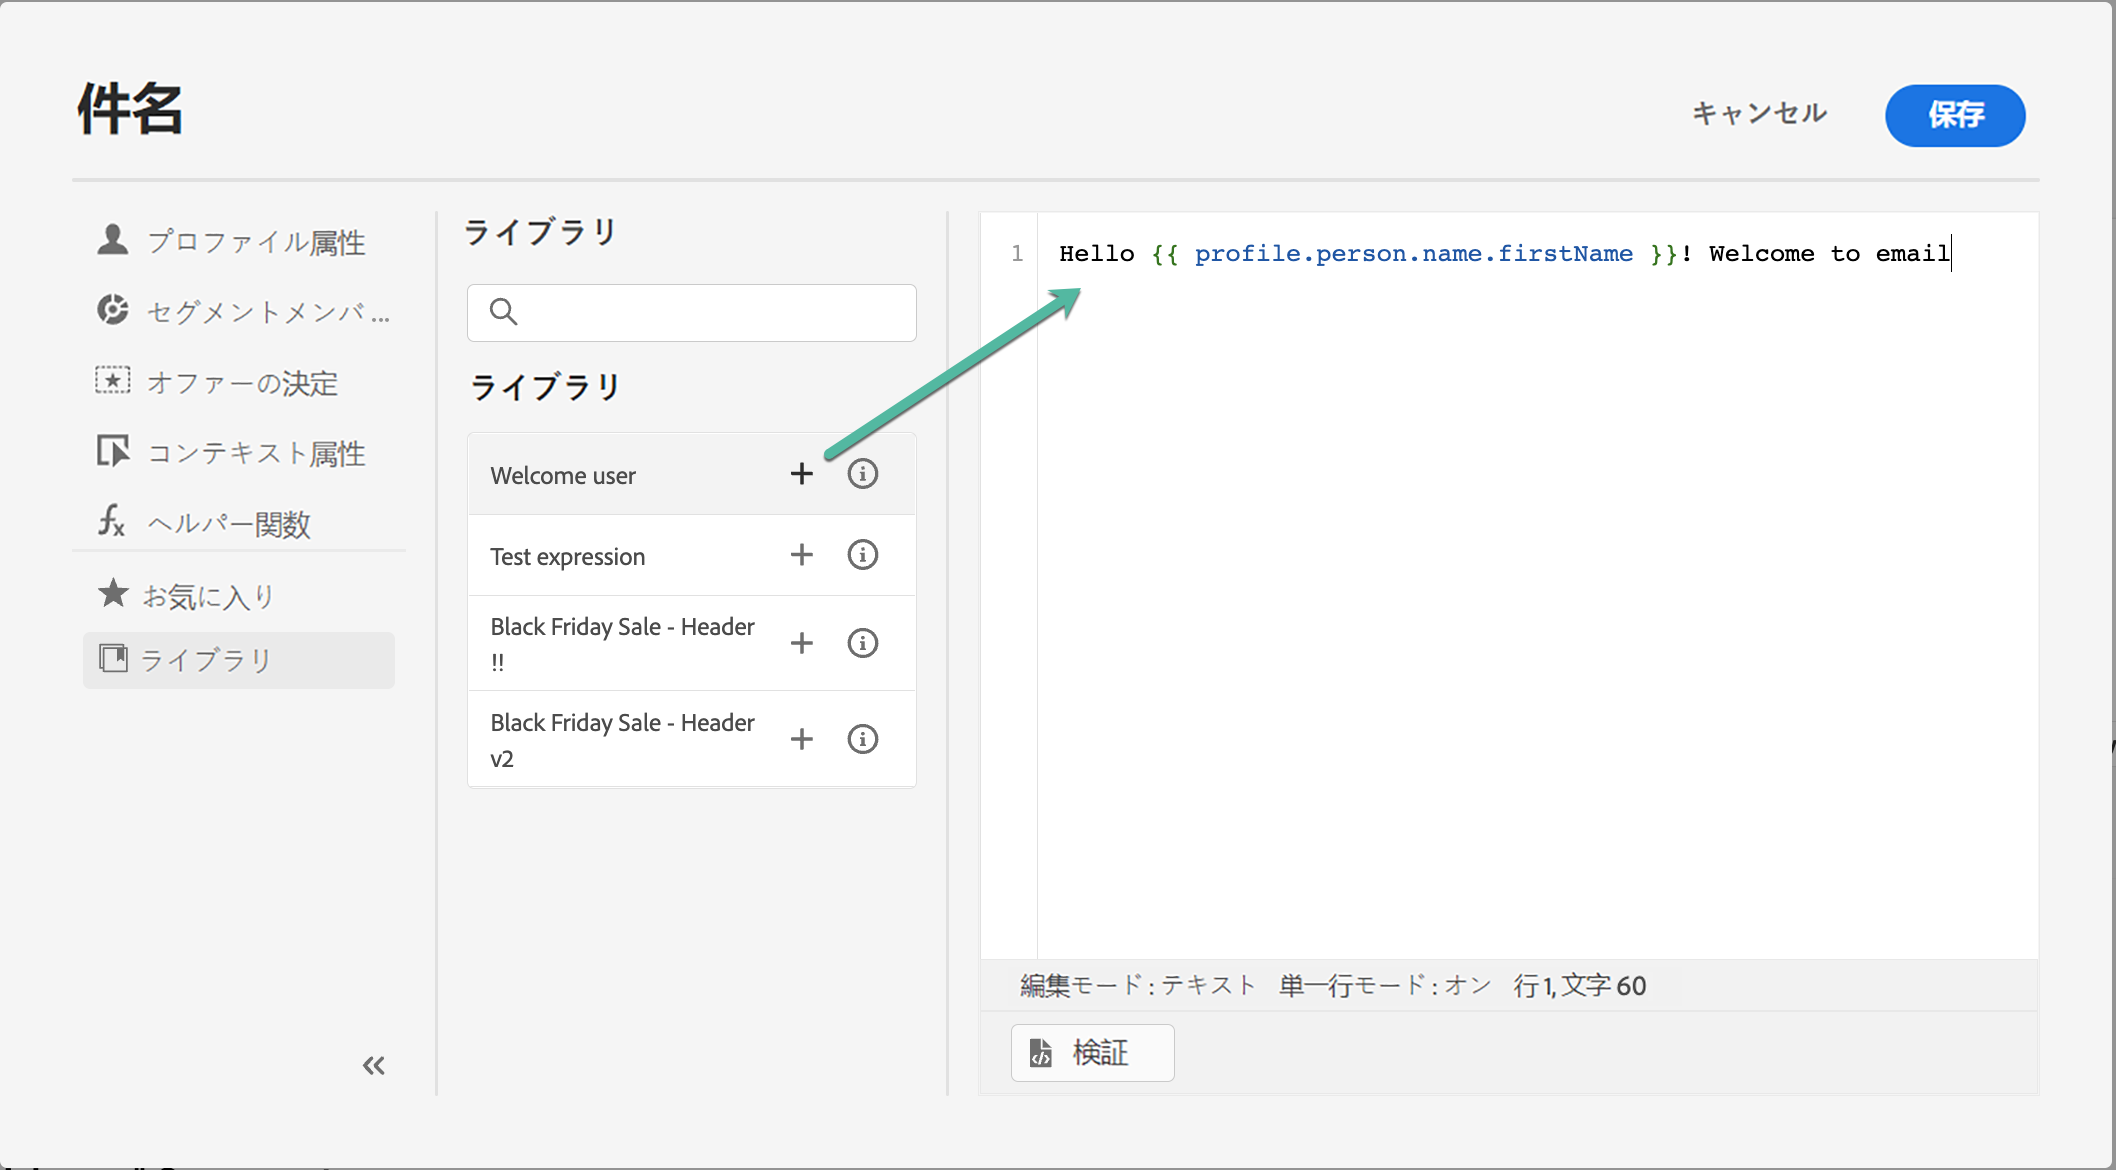 件名
キャンセル
保存
プロファイル属性
セグメントメンバ ...
オファーの決定
コンテキスト属性
ヘルパー関数
お気に入り
ライブラリ
ライブラリ
ライブラリ
Welcome user
Test expression
Black Friday Sale - Header
!!
Black Friday Sale - Header
v2
1 Hello {{ profile.person.name.firstName }}! Welcome to email
編集モード : テキスト 単一行モード : オン 行 1, 文字 60
検証